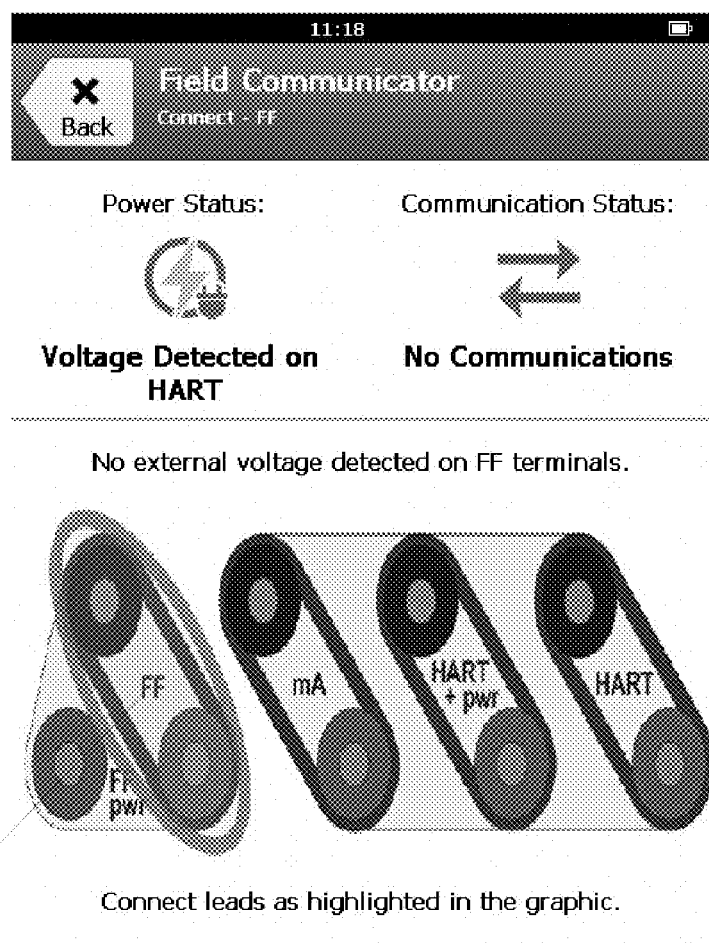 11:18
Field Communicator
Back
Connect - FF
Power Status:
Communication Status:
Voltage Detected on
HART
No Communications
No external voltage detected on FF terminals.
FF
mA
HART
+ pwr
HART
FF
pwr
Connect leads as highlighted in the graphic.